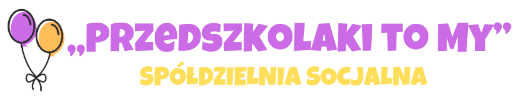 „PRZEDSZKOLAKI TO MY”
SPÓŁDZIELNIA SOCJALNA